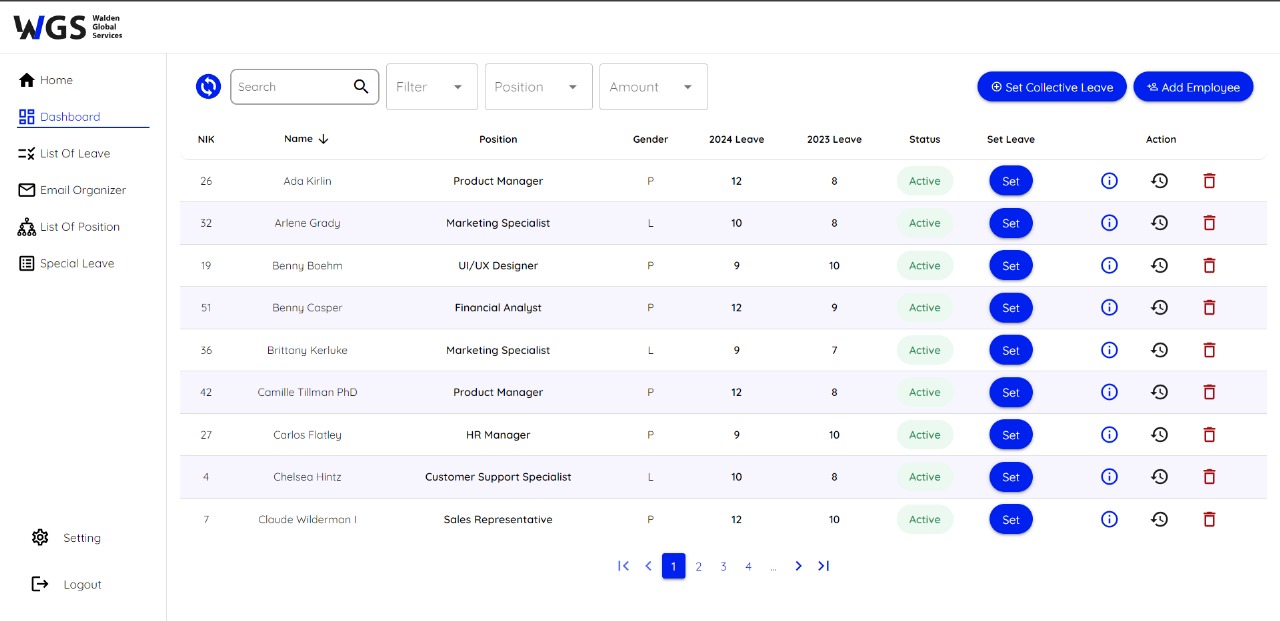 WGS Walden Global Services
Home
Dashboard
List Of Leave
Email Organizer
List Of Position
Special Leave
Setting
Logout
Search Filter Position Amount Set Collective Leave Add Employee
NIK Name Position Gender 2024 Leave 2023 Leave Status Set Leave Action
26 Ada Kirlin Product Manager P 12 8 Active Set
32 Arlene Grady Marketing Specialist L 10 8 Active Set
19 Benny Boehm UI/UX Designer P 9 10 Active Set
51 Benny Casper Financial Analyst P 12 9 Active Set
36 Brittany Kerluke Marketing Specialist L 9 7 Active Set
42 Camille Tillman PhD Product Manager P 12 8 Active Set
27 Carlos Flatley HR Manager P 9 10 Active Set
4 Chelsea Hintz Customer Support Specialist L 10 8 Active Set
7 Claude Wilderman I Sales Representative P 12 10 Active Set
1 2 3 4 ...